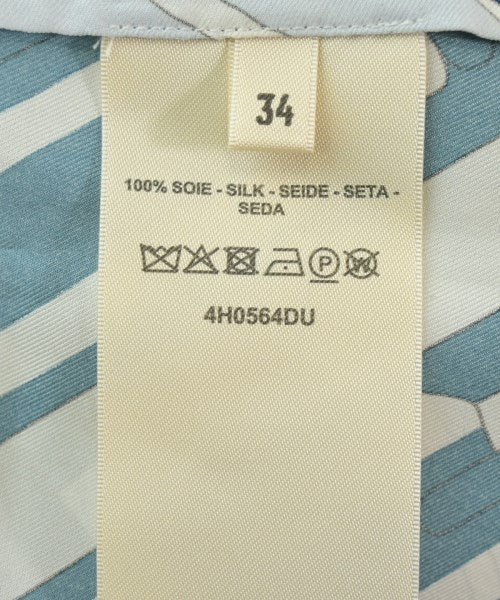 34
100% SOIE - SILK - SEIDE - SETA -
SEDA
P W
4H0564DU